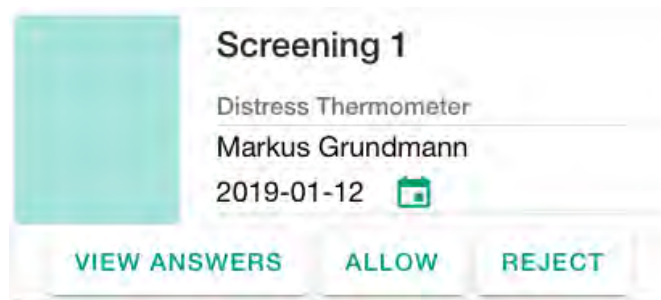 Screening 1
Distress Thermometer
Markus Grundmann
2019-01-12
VIEW ANSWERS ALLOW REJECT